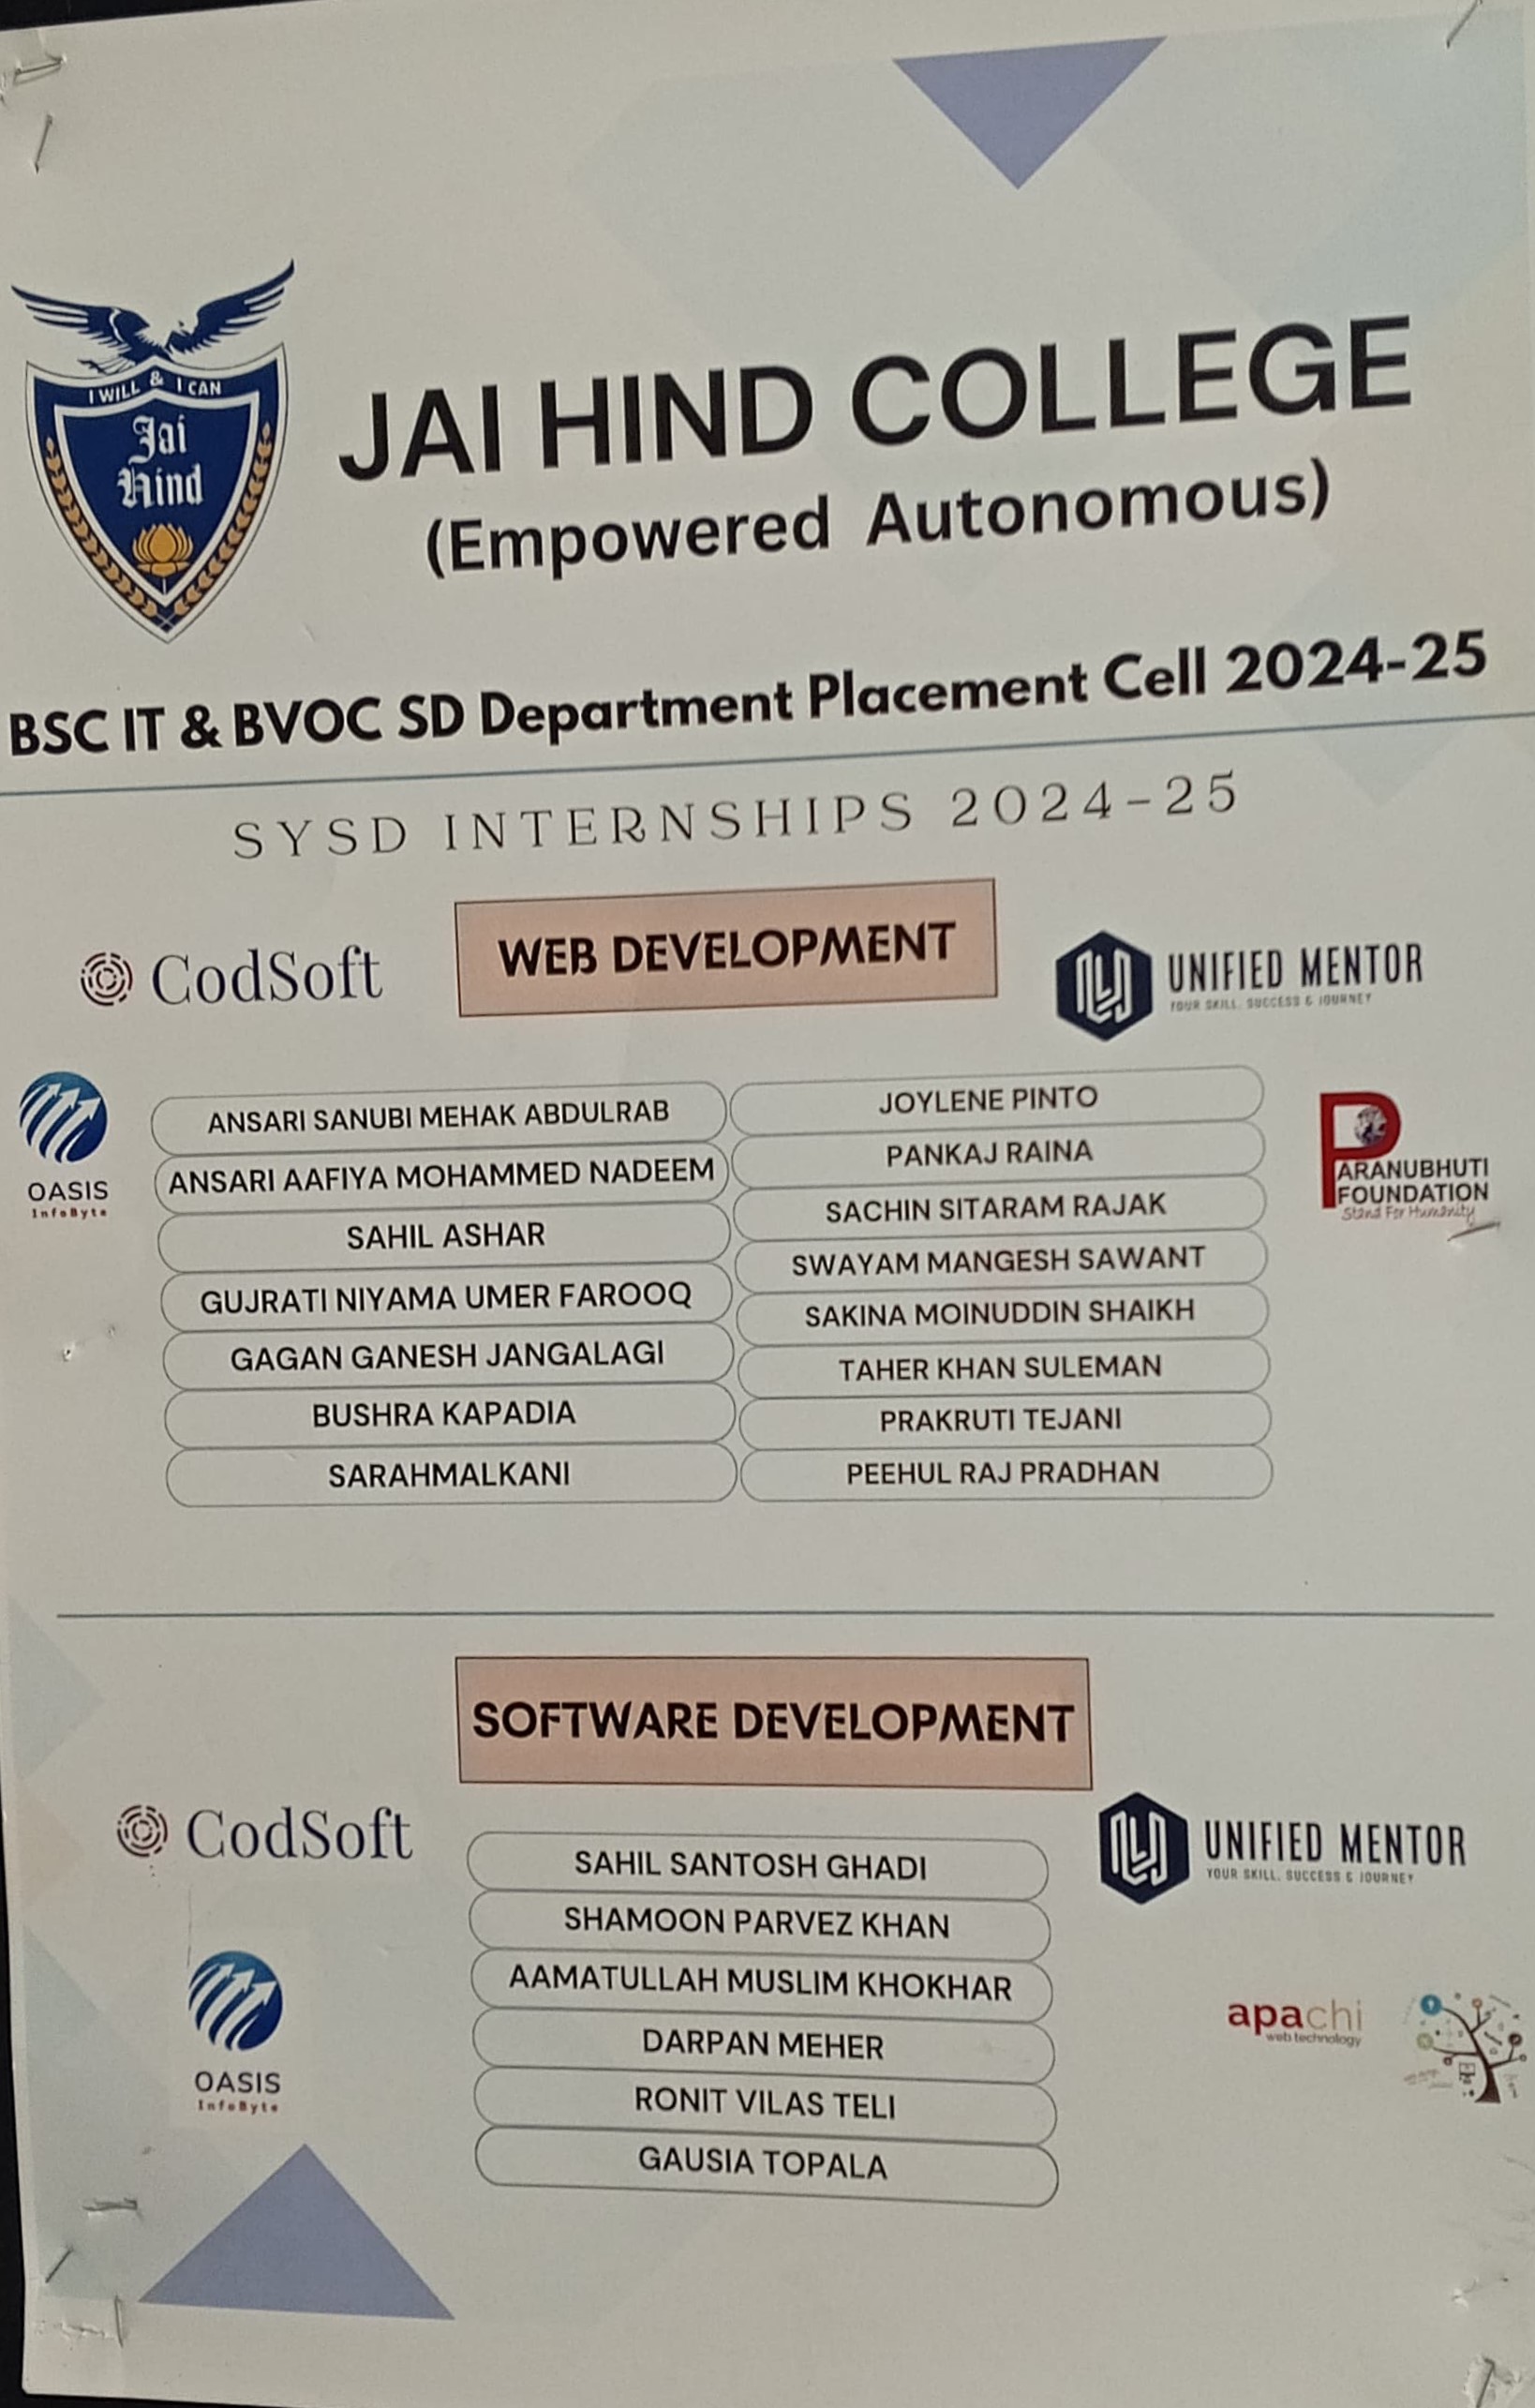 I WILL & I CAN
Jai
Hind
JAI HIND COLLEGE
(Empowered Autonomous)
BSC IT & BVOC SD Department Placement Cell 2024-25
SYSD INTERNSHIPS 2024-25
CodSoft
WEB DEVELOPMENT
UNIFIED MENTOR
YOUR SKILL, SUCCESS & JOURNEY
OASIS
InfoByte
ANSARI SANUBI MEHAK ABDULRAB
ANSARI AAFIYA MOHAMMED NADEEM
SAHIL ASHAR
GUJRATI NIYAMA UMER FAROOQ
GAGAN GANESH JANGALAGI
BUSHRA KAPADIA
SARAHMALKANI
JOYLENE PINTO
PANKAJ RAINA
SACHIN SITARAM RAJAK
SWAYAM MANGESH SAWANT
SAKINA MOINUDDIN SHAIKH
TAHER KHAN SULEMAN
PRAKRUTI TEJANI
PEEHUL RAJ PRADHAN
PARANUBHUTI
FOUNDATION
Stand For Humanity
SOFTWARE DEVELOPMENT
CodSoft
UNIFIED MENTOR
YOUR SKILL, SUCCESS & JOURNEY
OASIS
InfoByte
SAHIL SANTOSH GHADI
SHAMOON PARVEZ KHAN
AAMATULLAH MUSLIM KHOKHAR
DARPAN MEHER
RONIT VILAS TELI
GAUSIA TOPALA
apachi
web technology